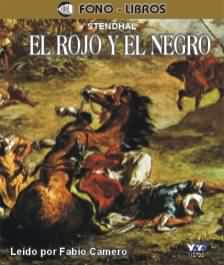 FONO - LIBROS
STENDHAL
EL ROJO Y EL NEGRO
Leído por Fabio Camero